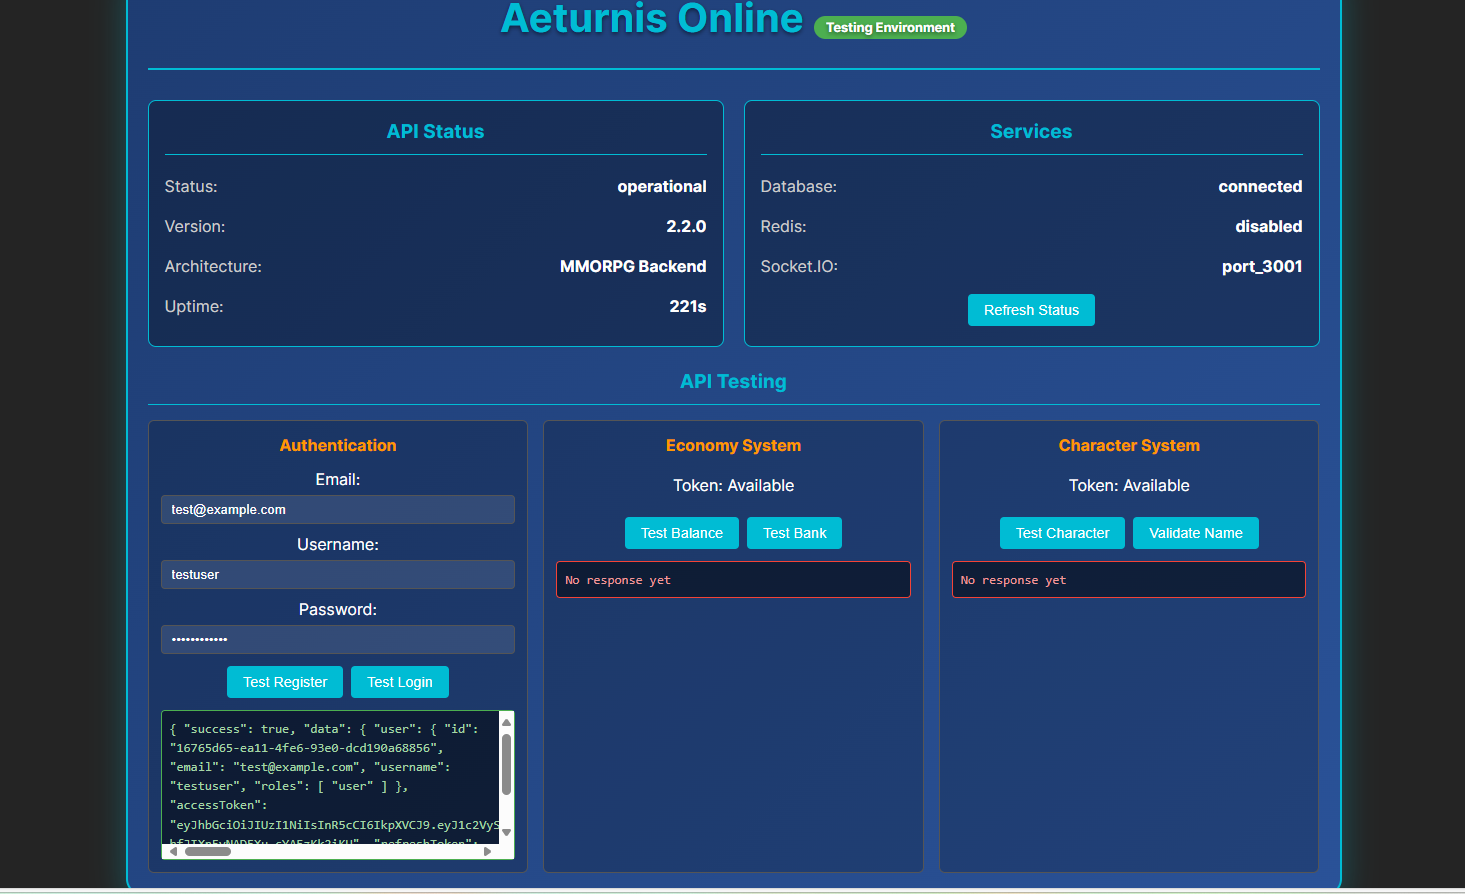 Aeturnis Online Testing Environment
API Status
Status: operational
Version: 2.2.0
Architecture: MMORPG Backend
Uptime: 221s
Services
Database: connected
Redis: disabled
Socket.IO: port_3001
Refresh Status
API Testing
Authentication
Email:
test@example.com
Username:
testuser
Password:
••••••••••••
Test Register Test Login
{ "success": true, "data": { "user": { "id":
"16765d65-ea11-4fe6-93e0-dcd190a68856",
"email": "test@example.com", "username":
"testuser", "roles": [ "user" ] },
"accessToken":
"eyJhbGciOiJIUzI1NiIsInR5cCI6IkpXVCJ9.eyJ1c2VyS
"refreshToken":
Economy System
Token: Available
Test Balance Test Bank
No response yet
Character System
Token: Available
Test Character Validate Name
No response yet